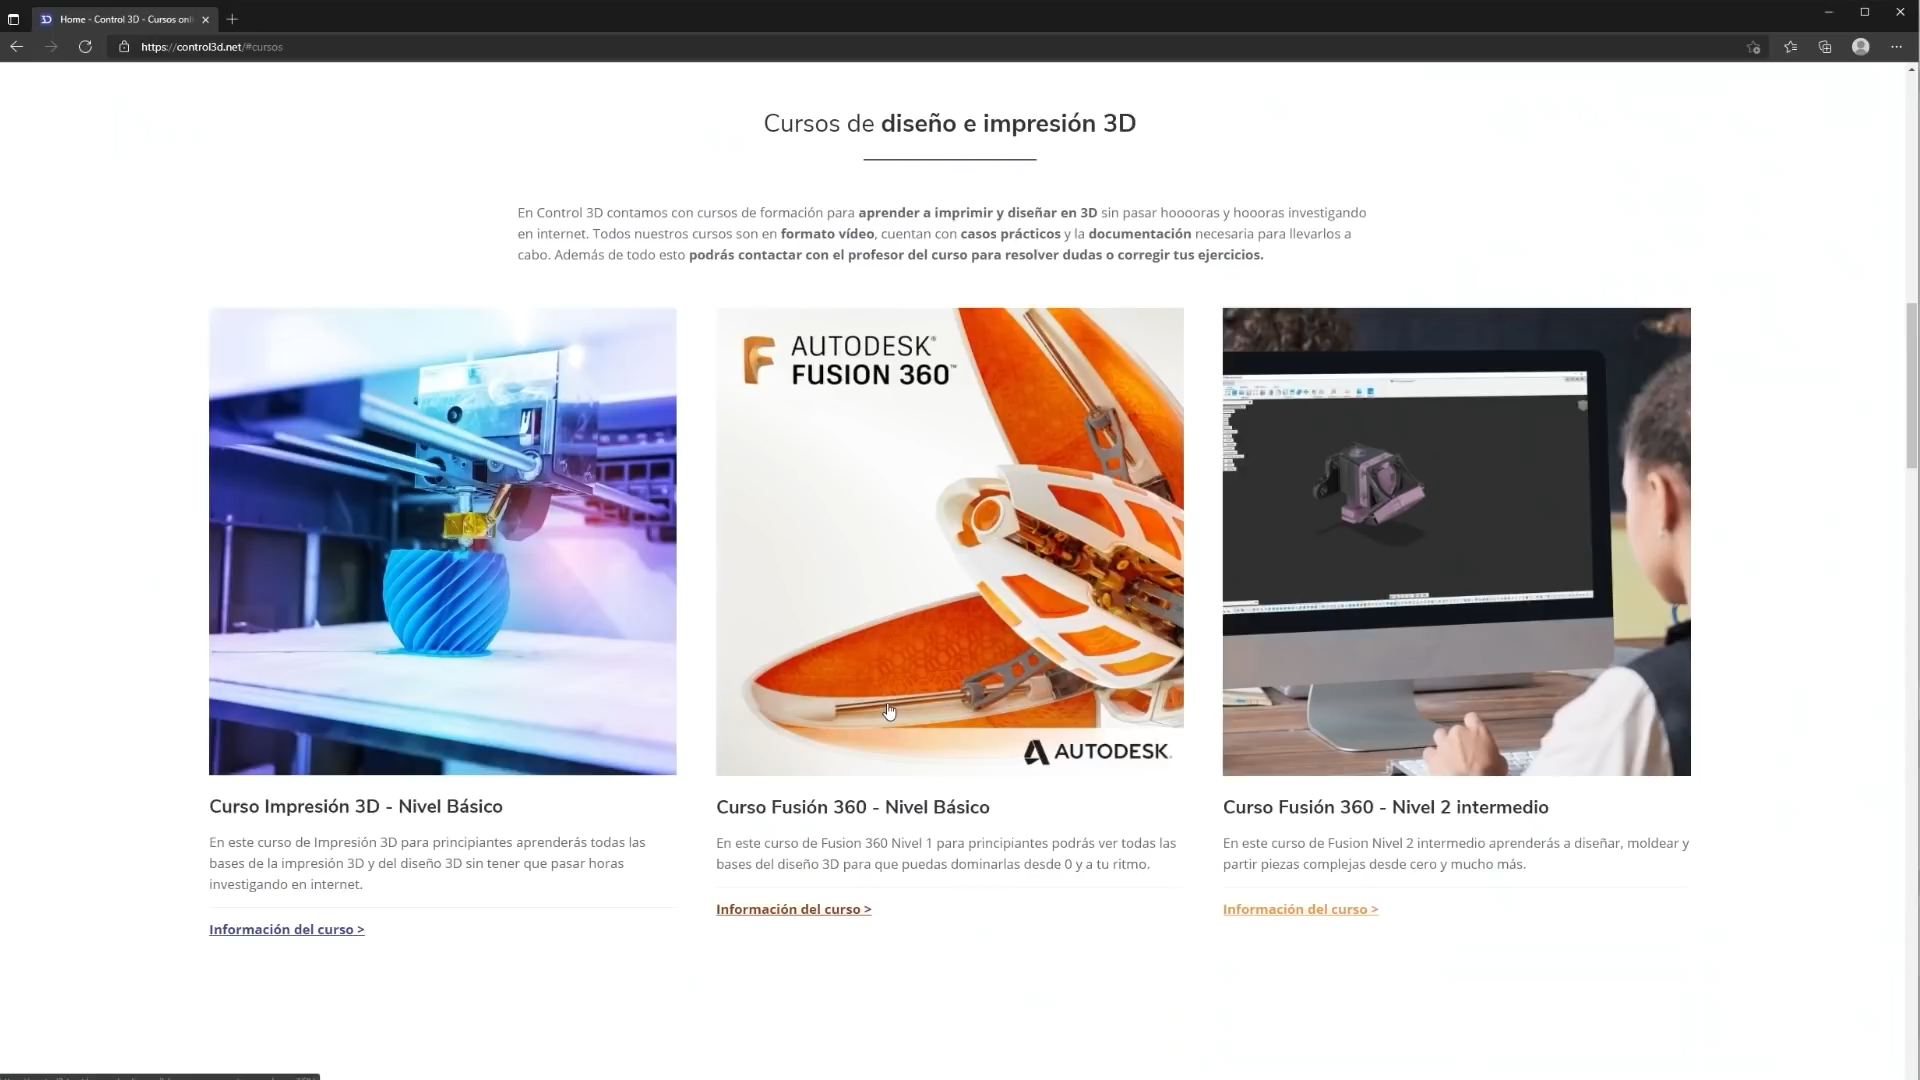 Home - Control 3D - Cursos onl
https://control3d.net/#cursos
Cursos de diseño e impresión 3D
En Control 3D contamos con cursos de formación para aprender a imprimir y diseñar en 3D sin pasar hooooras y hoooras investigando
en internet. Todos nuestros cursos son en formato vídeo, cuentan con casos prácticos y la documentación necesaria para llevarlos a
cabo. Además de todo esto podrás contactar con el profesor del curso para resolver dudas o corregir tus ejercicios.
AUTODESK®
FUSION 360™
AUTODESK.
Curso Impresión 3D - Nivel Básico
En este curso de Impresión 3D para principiantes aprenderás todas las
bases de la impresión 3D y del diseño 3D sin tener que pasar horas
investigando en internet.
Información del curso >
Curso Fusión 360 - Nivel Básico
En este curso de Fusion 360 Nivel 1 para principiantes podrás ver todas las
bases del diseño 3D para que puedas dominarlas desde 0 y a tu ritmo.
Información del curso >
Curso Fusión 360 - Nivel 2 intermedio
En este curso de Fusion Nivel 2 intermedio aprenderás a diseñar, moldear y
partir piezas complejas desde cero y mucho más.
Información del curso >